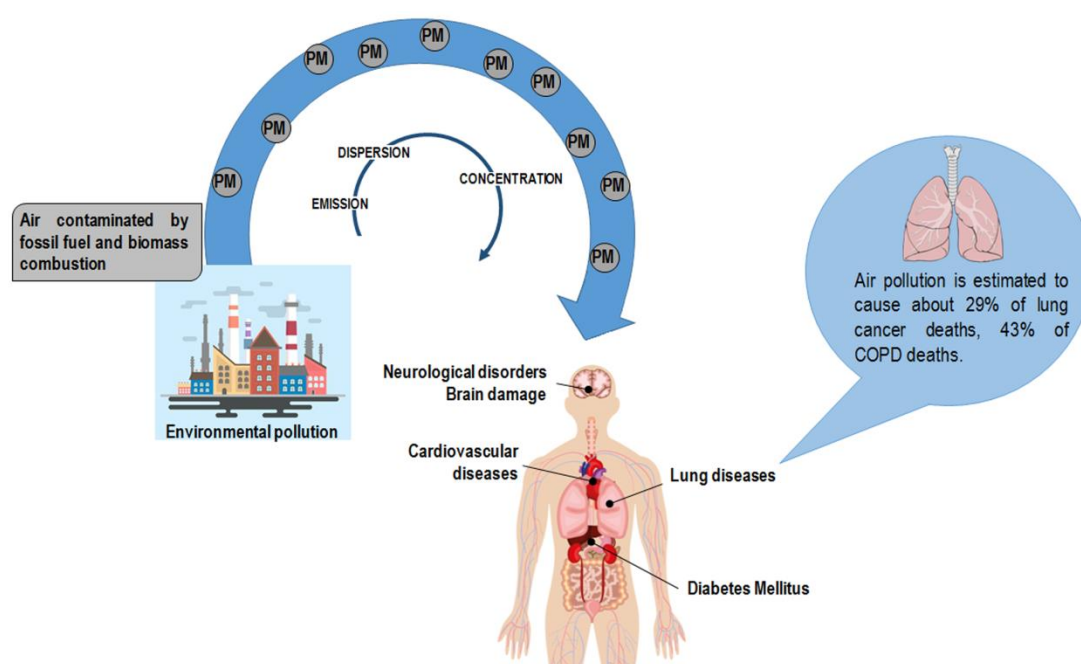 PM
PM
PM
PM
PM
PM
PM
PM
PM
PM
DISPERSION
CONCENTRATION
EMISSION
Air contaminated by
fossil fuel and biomass
combustion
Environmental pollution
Air pollution is estimated to
cause about 29% of lung
cancer deaths, 43% of
COPD deaths.
Neurological disorders
Brain damage
Cardiovascular
diseases
Lung diseases
Diabetes Mellitus